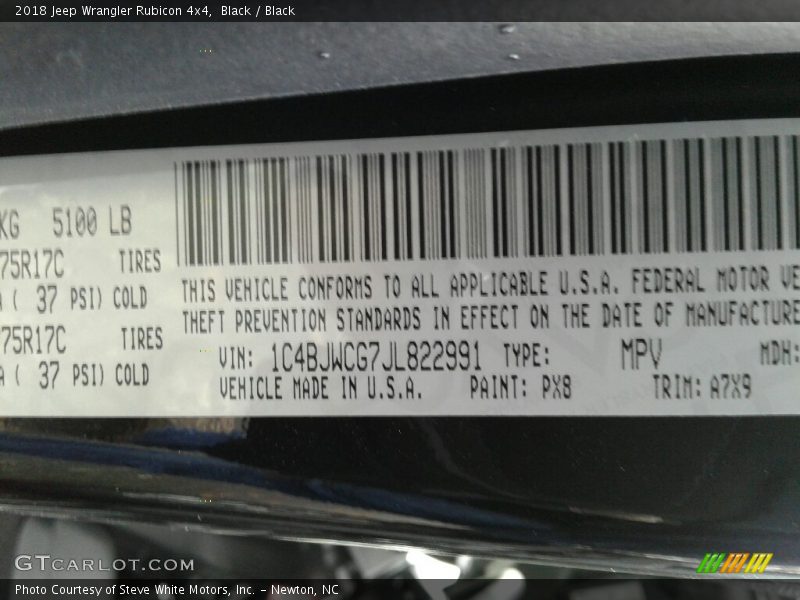 2018 Jeep Wrangler Rubicon 4x4, Black / Black
KG 5100 LB
75R17C TIRES
A ( 37 PSI) COLD
75R17C TIRES
A ( 37 PSI) COLD
THIS VEHICLE CONFORMS TO ALL APPLICABLE U.S.A. FEDERAL MOTOR VE
THEFT PREVENTION STANDARDS IN EFFECT ON THE DATE OF MANUFACTURE
VIN: 1C4BJWCG7JL822991 TYPE: MPV MDH:
VEHICLE MADE IN U.S.A. PAINT: PX8 TRIM: A7X9
GTCARLOT.COM
Photo Courtesy of Steve White Motors, Inc. – Newton, NC